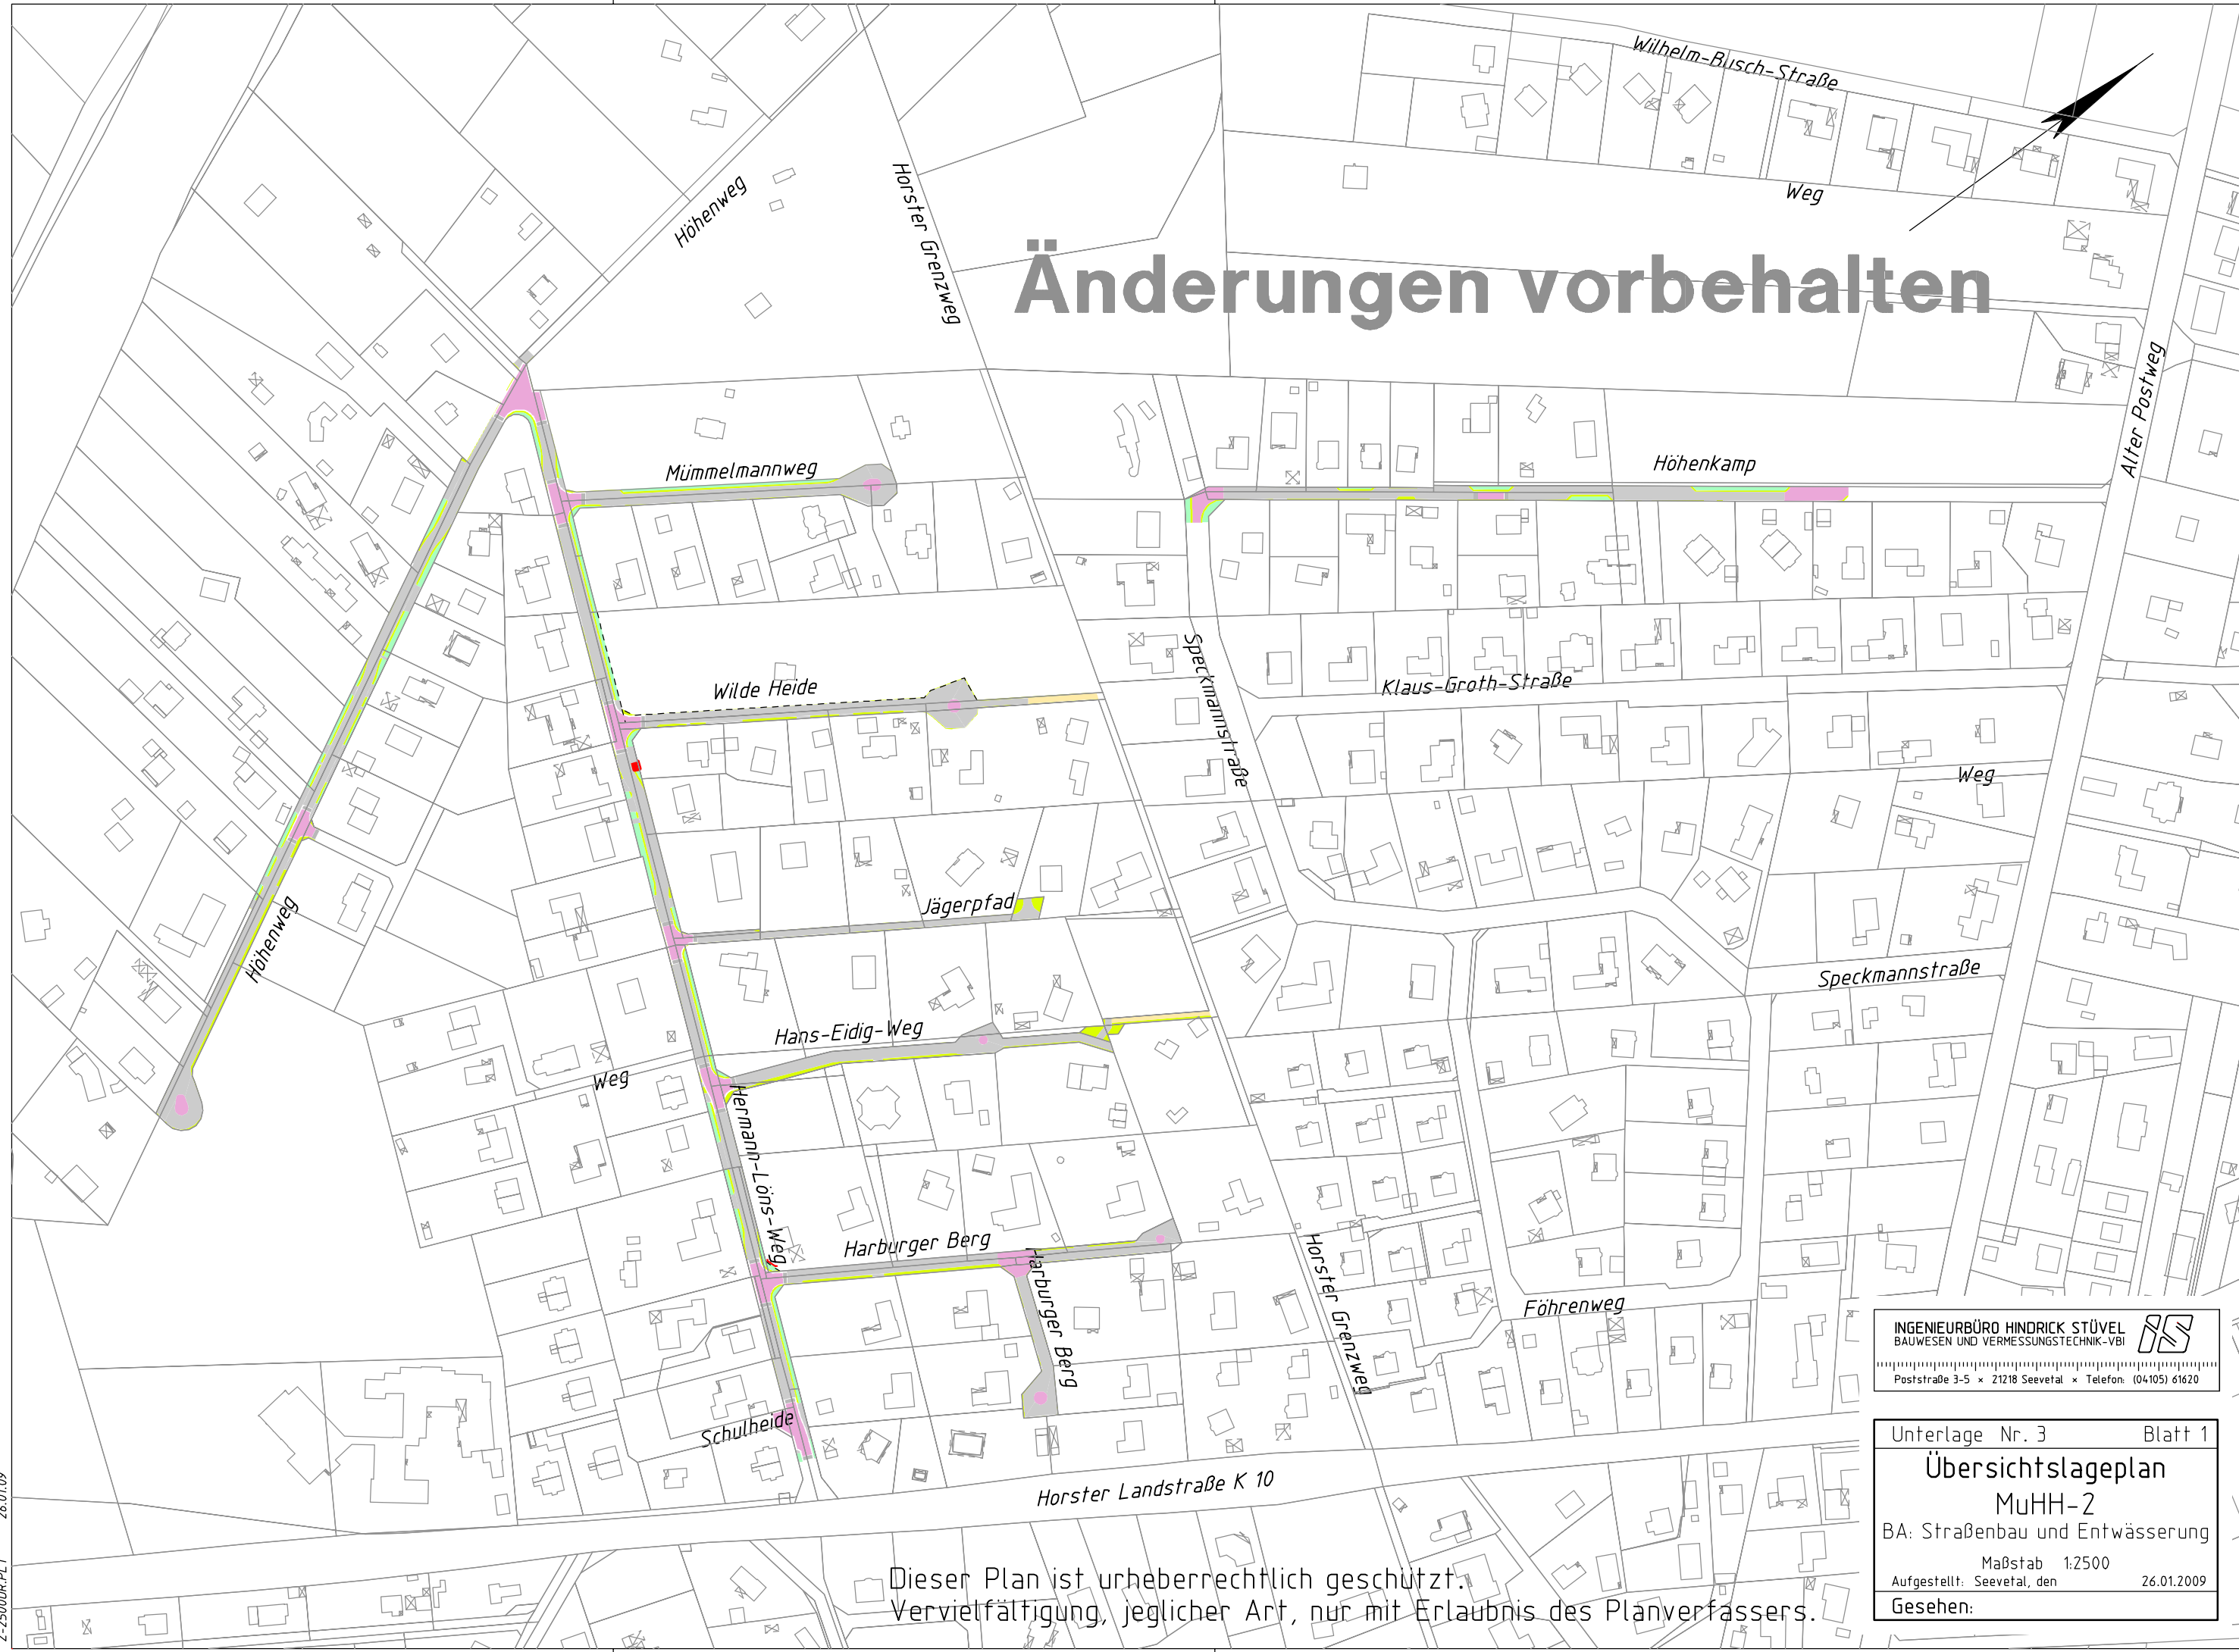 Wilhelm-Busch-Straße
Weg
Höhenweg
Horster Grenzweg
Änderungen vorbehalten
Alter Postweg
Mümmelmannweg
Höhenkamp
Wilde Heide
Speckmannstraße
Klaus-Groth-Straße
Weg
Jägerpfad
Höhenweg
Speckmannstraße
Hans-Eidig-Weg
Weg
Hermann-Löns-Weg
Harburger Berg
Harburger Berg
Horster Grenzweg
Föhrenweg
Schulheide
Horster Landstraße K 10
INGENIEURBÜRO HINDRICK STÜVEL
BAUWESEN UND VERMESSUNGSTECHNIK-VBI
iS
Poststraße 3-5 × 21218 Seevetal × Telefon: (04105) 61620
Unterlage Nr. 3 Blatt 1
Übersichtslageplan
MuHH-2
BA: Straßenbau und Entwässerung
Maßstab 1:2500
Aufgestellt: Seevetal, den 26.01.2009
Gesehen:
Dieser Plan ist urheberrechtlich geschützt.
Vervielfältigung, jeglicher Art, nur mit Erlaubnis des Planverfassers.
26.01.09